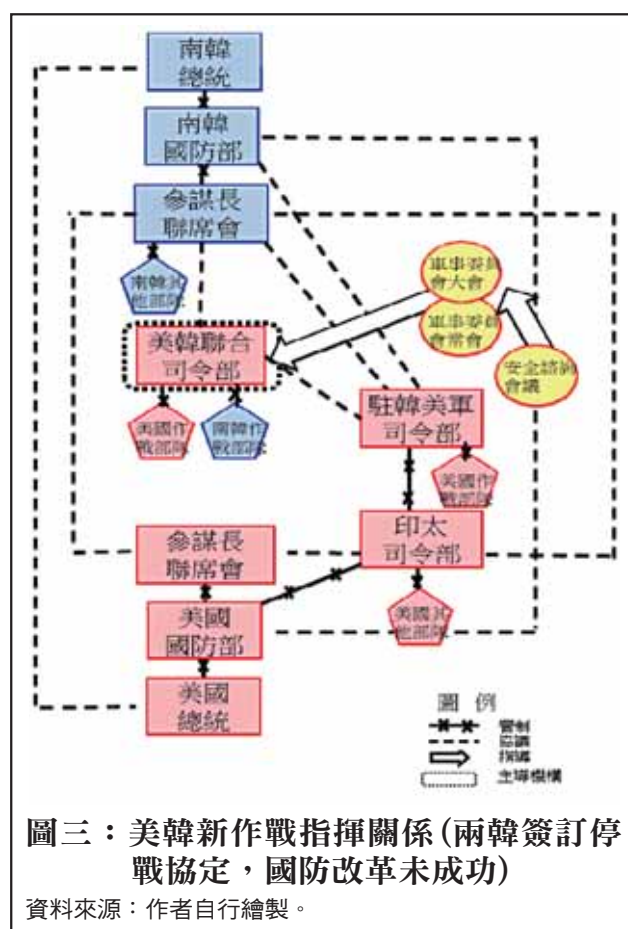 南韓
總統
南韓
國防部
參謀長
聯席會
南韓其
他部隊
軍事委員
會大會
軍事委員
會常會
安全諮詢
會議
美韓聯合
司令部
美國作
戰部隊
南韓作
戰部隊
駐韓美軍
司令部
美國作
戰部隊
參謀長
聯席會
印太
司令部
美國
國防部
美國其
他部隊
美國
總統
圖例
管制
協調
指導
主導機構
圖三：美韓新作戰指揮關係(兩韓簽訂停
戰協定，國防改革未成功)
資料來源：作者自行繪製。